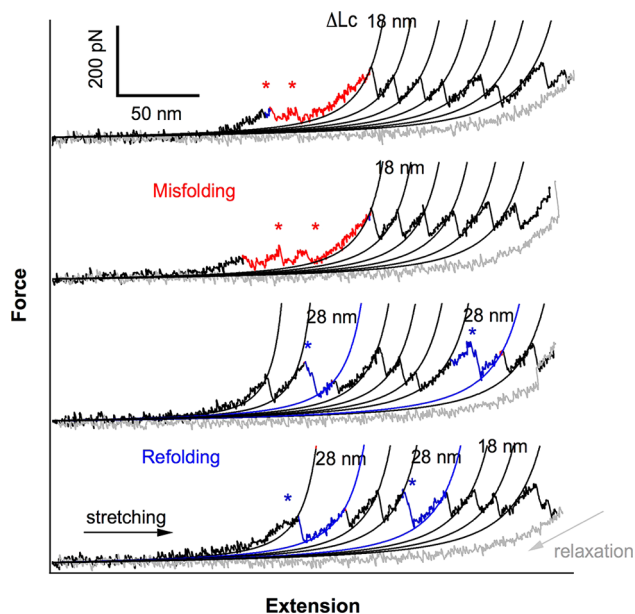 ΔLc 18 nm
200 pN
50 nm
* *
18 nm
Misfolding
* *
28 nm 28 nm
* *
Refolding
28 nm 28 nm 18 nm
* *
stretching
relaxation
Force
Extension